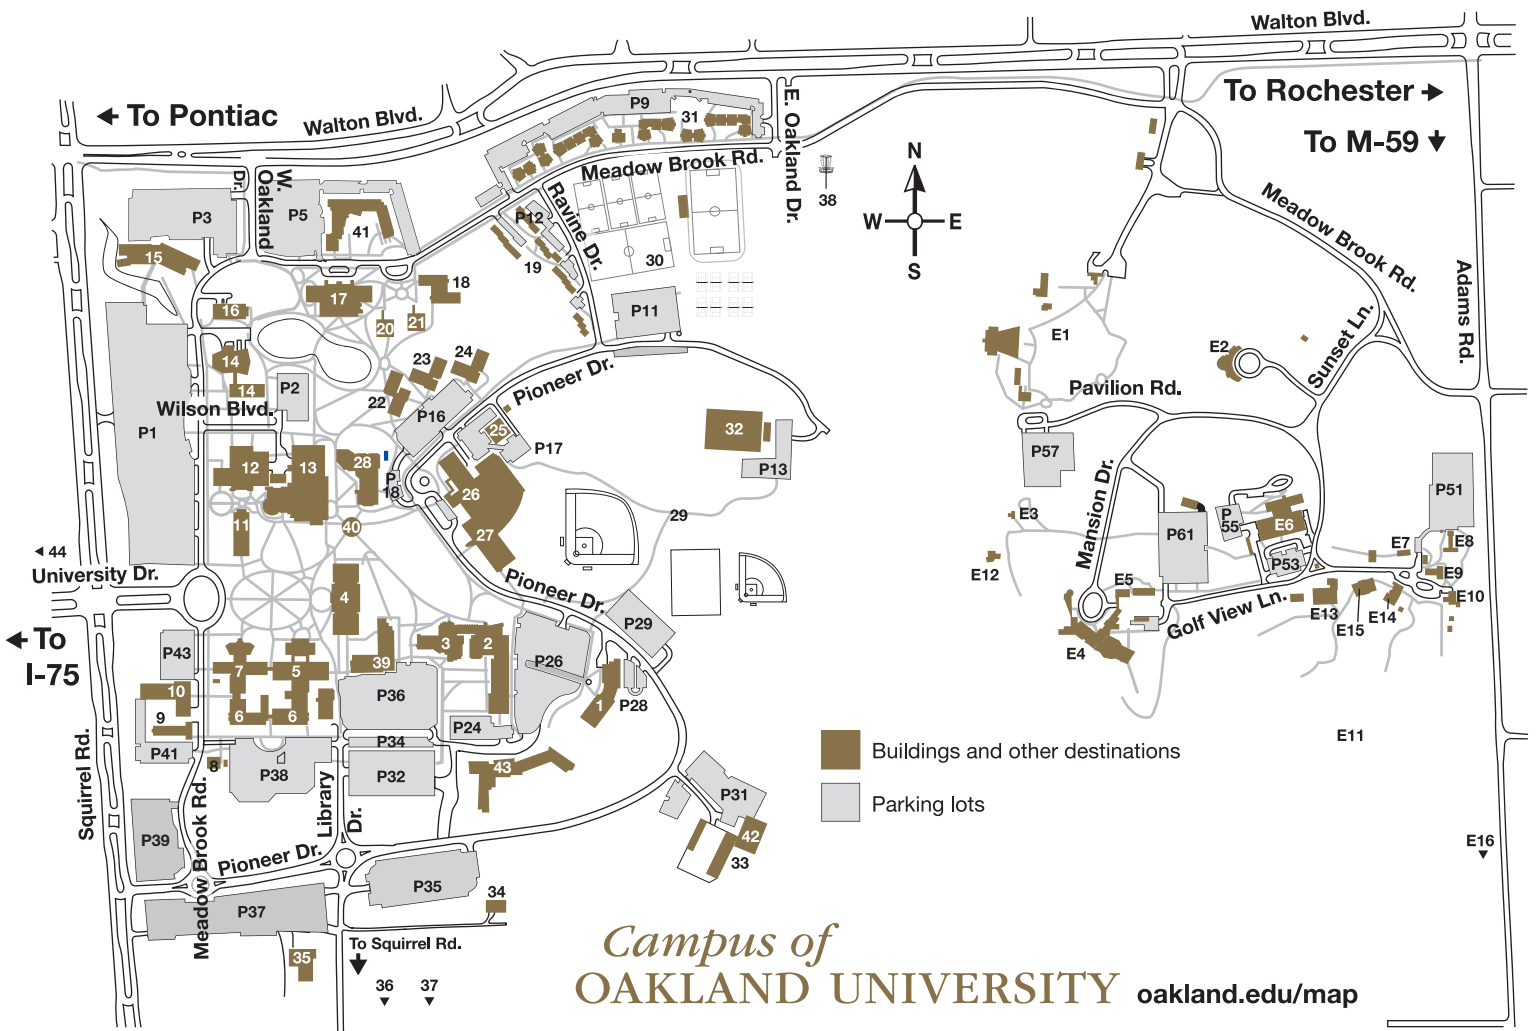 Walton Blvd.
To Rochester
To M-59
To Pontiac
Walton Blvd.
P9
31
E. Oakland Dr.
Meadow Brook Rd.
38
N
W
E
S
W.
Oakland
Dr.
P3
P5
41
15
Ravine Dr.
P12
19
30
P11
Meadow Brook Rd.
Adams Rd.
Sunset Ln.
16
17
18
20
21
14
14
P2
22
23
24
Pioneer Dr.
P16
Wilson Blvd.
P1
25
P17
32
P13
E1
E2
Pavilion Rd.
P57
Mansion Dr.
12
13
28
P
18
26
27
29
11
40
E3
E12
P61
P
55
E6
P53
P51
E7
E8
E9
E10
44
University Dr.
Pioneer Dr.
4
P29
E5
E4
Golf View Ln.
E13
E15
E14
To
I-75
P43
7
5
39
3
2
P26
10
6
6
9
P41
P36
P24
P34
1
P28
8
P38
P32
43
E11
Squirrel Rd.
Meadow Brook Rd.
Library
Dr.
P31
42
33
Buildings and other destinations
Parking lots
P39
Pioneer Dr.
P35
34
E16
P37
35
To Squirrel Rd.
36
37
Campus of
OAKLAND UNIVERSITY
oakland.edu/map